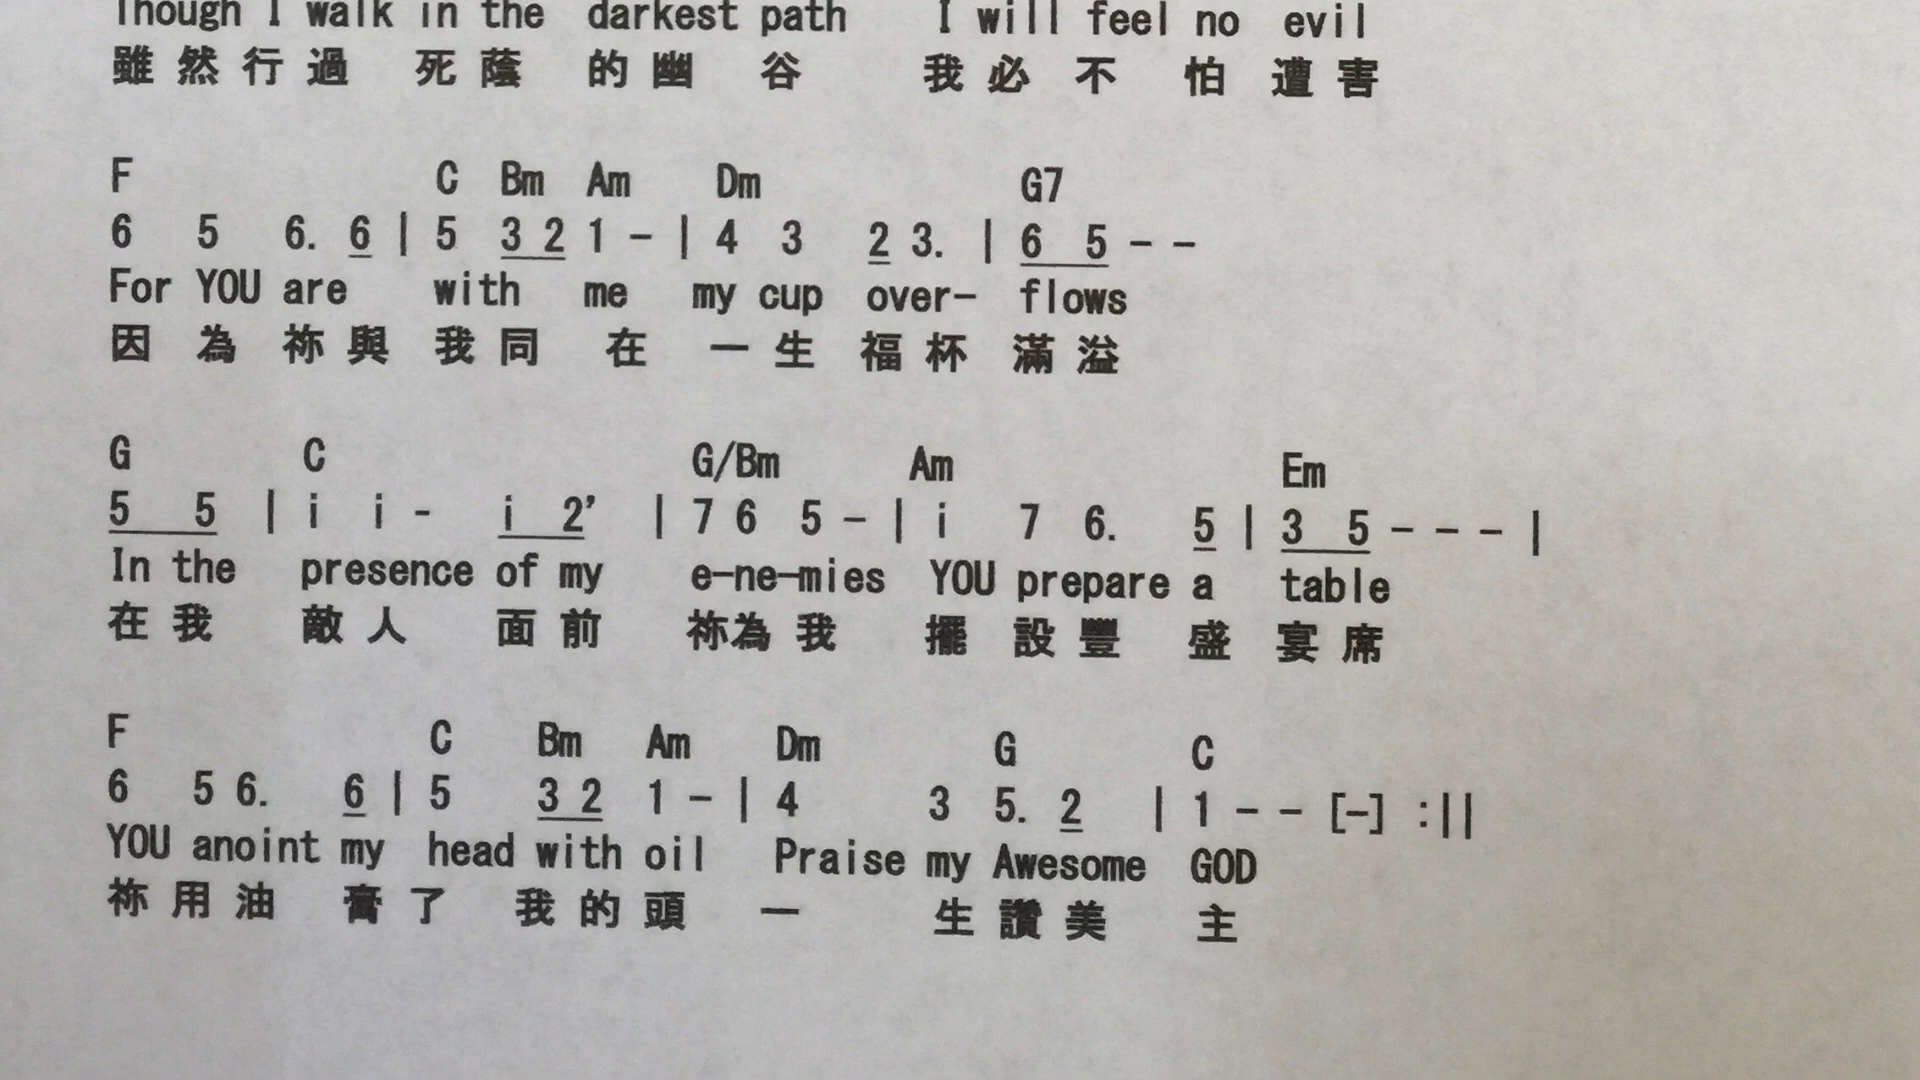 Though I walk in the darkest path I will feel no evil
雖然行過 死蔭 的幽 谷 我必 不 怕 遭害
F C Bm Am Dm G7
6 5 6. 6 | 5 3 2 1 - | 4 3 2 3. | 6 5 - -
For YOU are with me my cup over- flows
因 為 祢 與 我 同 在 一 生 福 杯 滿 溢
G C G/Bm Am Em
5 5 | i i - i 2' | 7 6 5 - | i 7 6. 5 | 3 5 - - - |
In the presence of my e-ne-mies YOU prepare a table
在 我 敵 人 面 前 祢為 我 擺 設 豐 盛 宴 席
F C Bm Am Dm G C
6 5 6. 6 | 5 3 2 1 - | 4 3 5. 2 | 1 - - [-] :||
YOU anoint my head with oil Praise my Awesome GOD
祢 用 油 膏 了 我 的 頭 一 生 讚 美 主